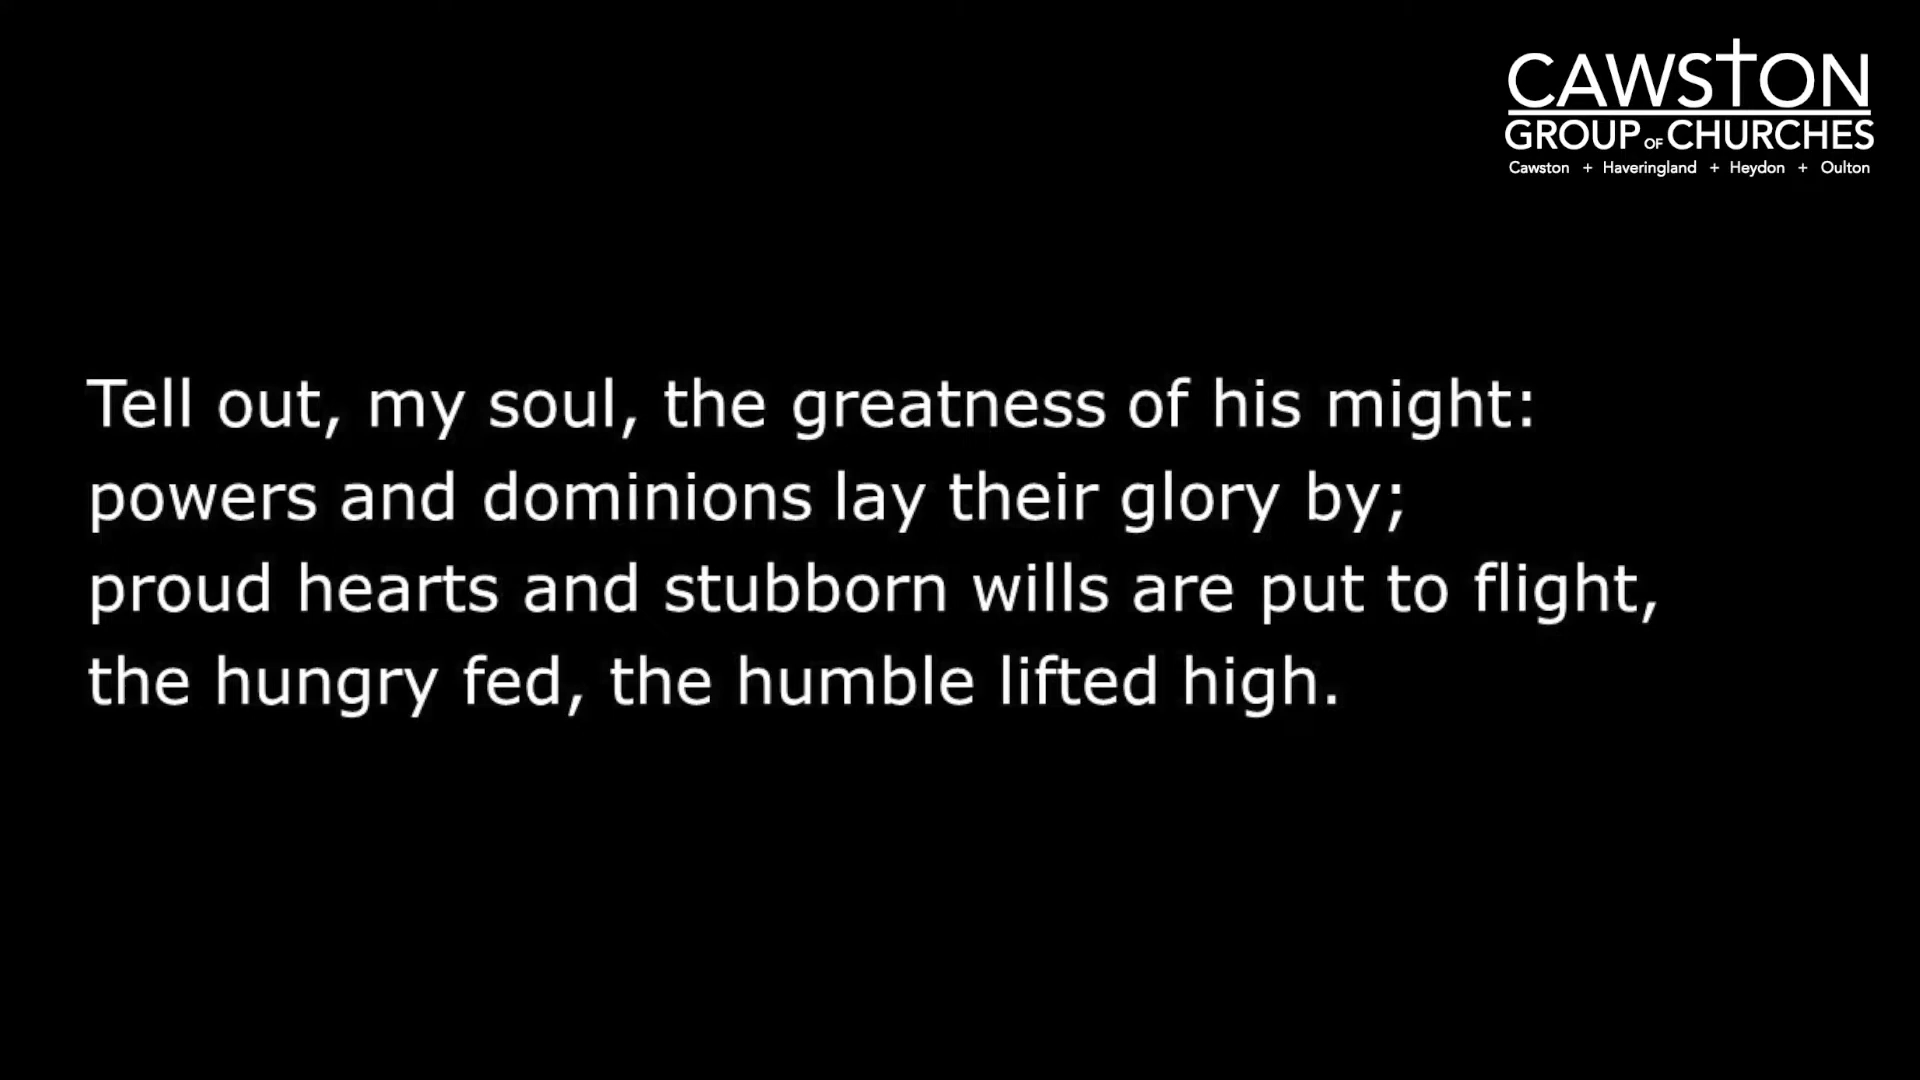 CAWSTON
GROUP OF CHURCHES
Cawston + Haveringland + Heydon + Oulton
Tell out, my soul, the greatness of his might:
powers and dominions lay their glory by;
proud hearts and stubborn wills are put to flight,
the hungry fed, the humble lifted high.